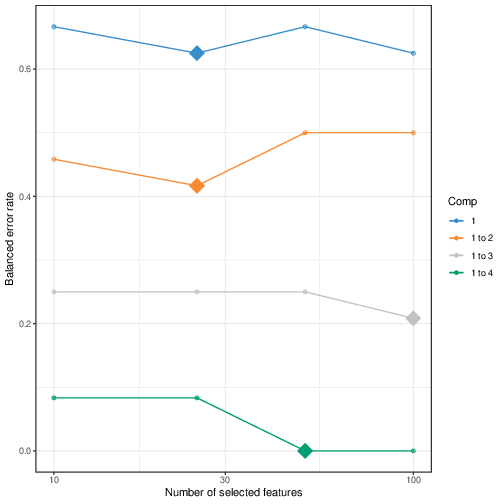 0.6
0.4
0.2
0.0
Balanced error rate
10
30
100
Number of selected features
Comp
1
1 to 2
1 to 3
1 to 4